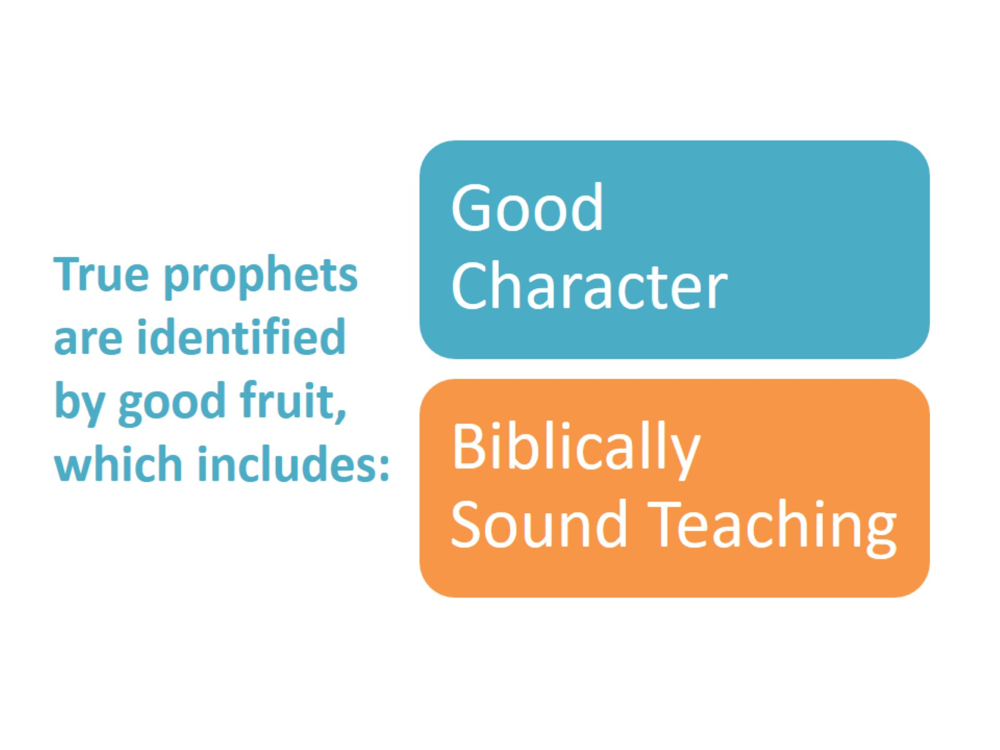 True prophets
are identified
by good fruit,
which includes:
Good
Character
Biblically
Sound Teaching